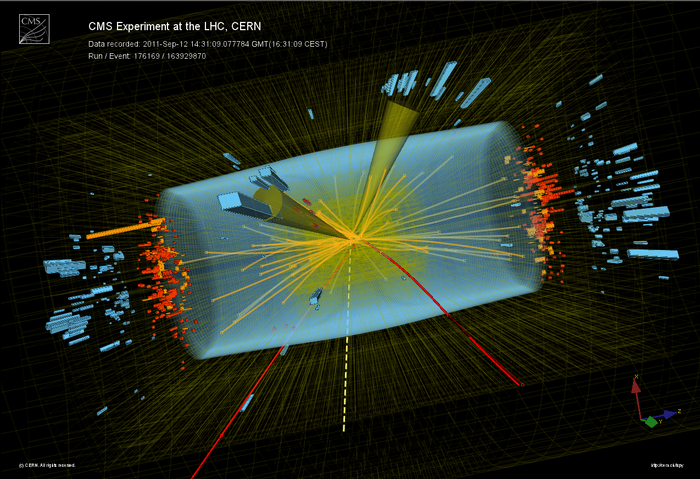 CMS
CMS Experiment at the LHC, CERN
Data recorded: 2011-Sep-12 14:31:09.077784 GMT(16:31:09 CEST)
Run / Event: 176169 / 163929870
X
Z
Y
(c) CERN. All rights reserved.